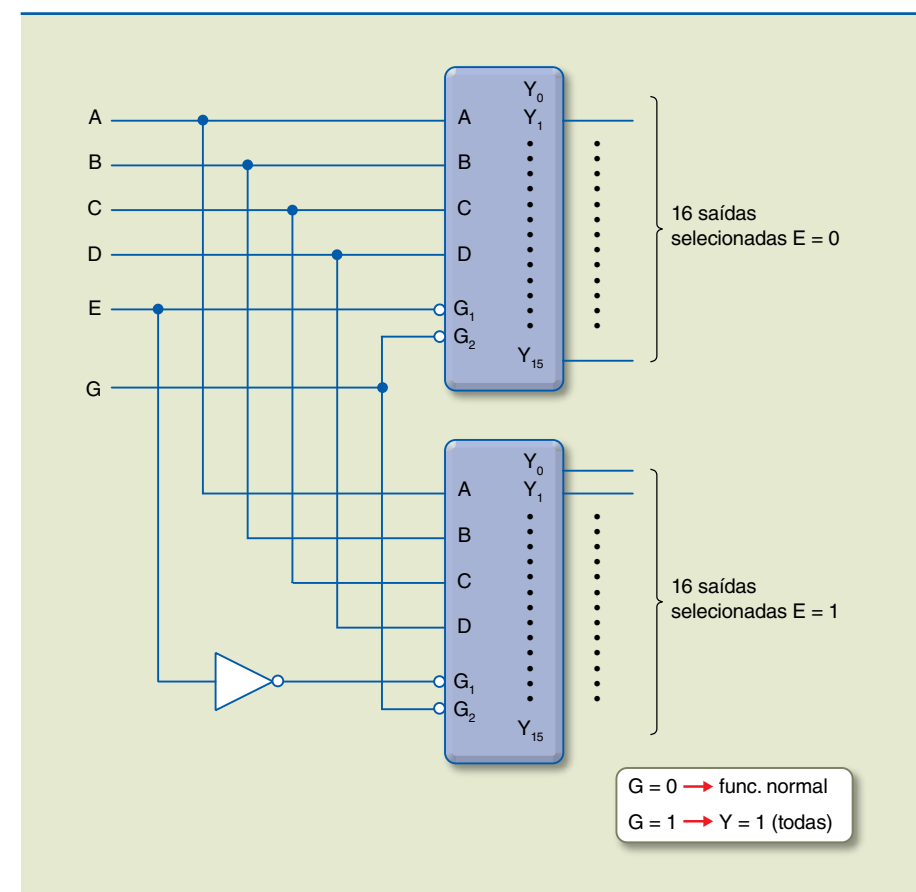 A
B
C
D
E
G
A
B
C
D
G₁
G₂
Y₀
Y₁
Y₁₅
16 saídas
selecionadas E = 0
A
B
C
D
G₁
G₂
Y₀
Y₁
Y₁₅
16 saídas
selecionadas E = 1
G = 0 → func. normal
G = 1 → Y = 1 (todas)